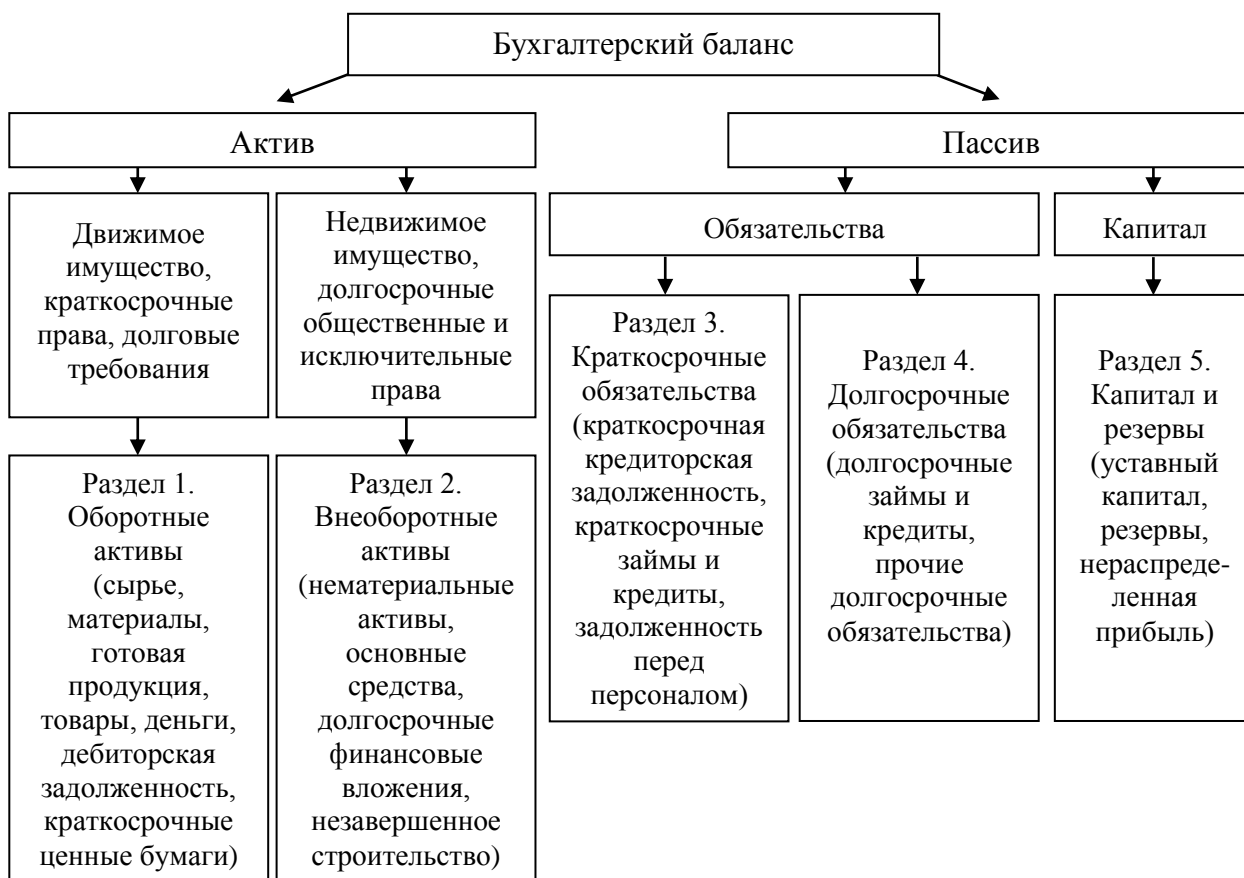 Бухгалтерский баланс
Актив
Пассив
Движимое
имущество,
краткосрочные
права, долговые
требования
Недвижимое
имущество,
долгосрочные
общественные и
исключительные
права
Обязательства
Капитал
Раздел 1.
Оборотные
активы
(сырье,
материалы,
готовая
продукция,
товары, деньги,
дебиторская
задолженность,
краткосрочные
ценные бумаги)
Раздел 2.
Внеоборотные
активы
(нематериальные
активы,
основные
средства,
долгосрочные
финансовые
вложения,
незавершенное
строительство)
Раздел 3.
Краткосрочные
обязательства
(краткосрочная
кредиторская
задолженность,
краткосрочные
займы и
кредиты,
задолженность
перед
персоналом)
Раздел 4.
Долгосрочные
обязательства
(долгосрочные
займы и
кредиты,
прочие
долгосрочные
обязательства)
Раздел 5.
Капитал и
резервы
(уставный
капитал,
резервы,
нераспреде-
ленная
прибыль)